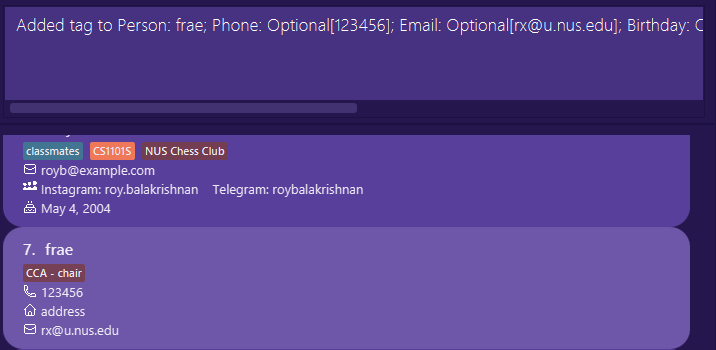 Added tag to Person: frae; Phone: Optional[123456]; Email: Optional[rx@u.nus.edu]; Birthday:
classmates CS1101S NUS Chess Club
royb@example.com
Instagram: roy.balakrishnan Telegram: roybalakrishnan
May 4, 2004
7. frae
CCA - chair
123456
address
rx@u.nus.edu